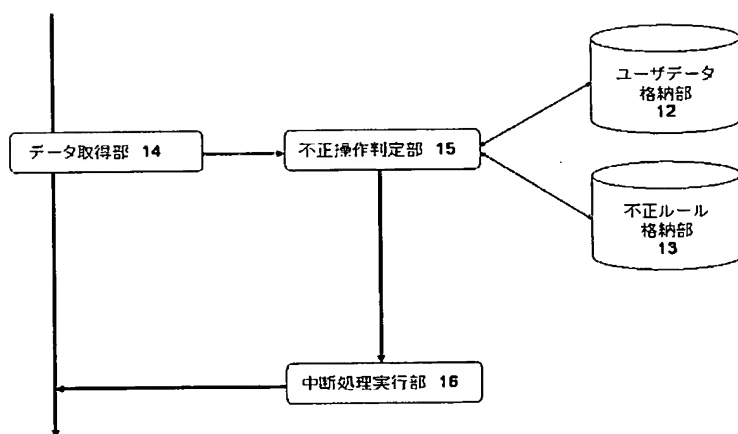 ユーザデータ
格納部
12
データ取得部 14
不正操作判定部 15
不正ルール
格納部
13
中断処理実行部 16